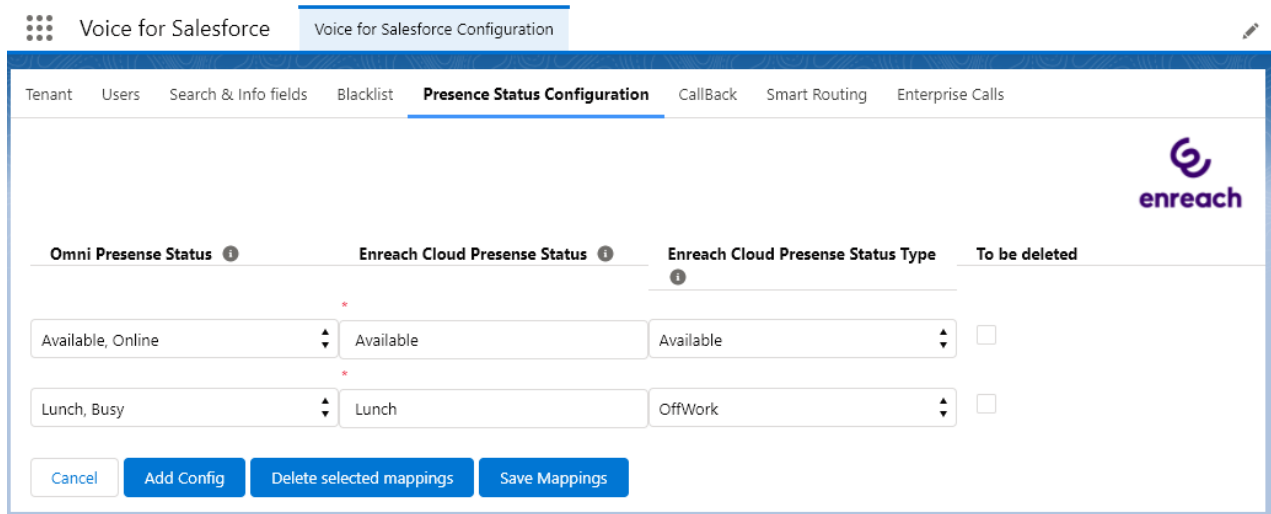 Voice for Salesforce Voice for Salesforce Configuration
Tenant Users Search & Info fields Blacklist Presence Status Configuration CallBack Smart Routing Enterprise Calls
enreach
Omni Presense Status Enreach Cloud Presense Status Enreach Cloud Presense Status Type To be deleted
*
Available, Online Available Available
*
Lunch, Busy Lunch OffWork
Cancel Add Config Delete selected mappings Save Mappings